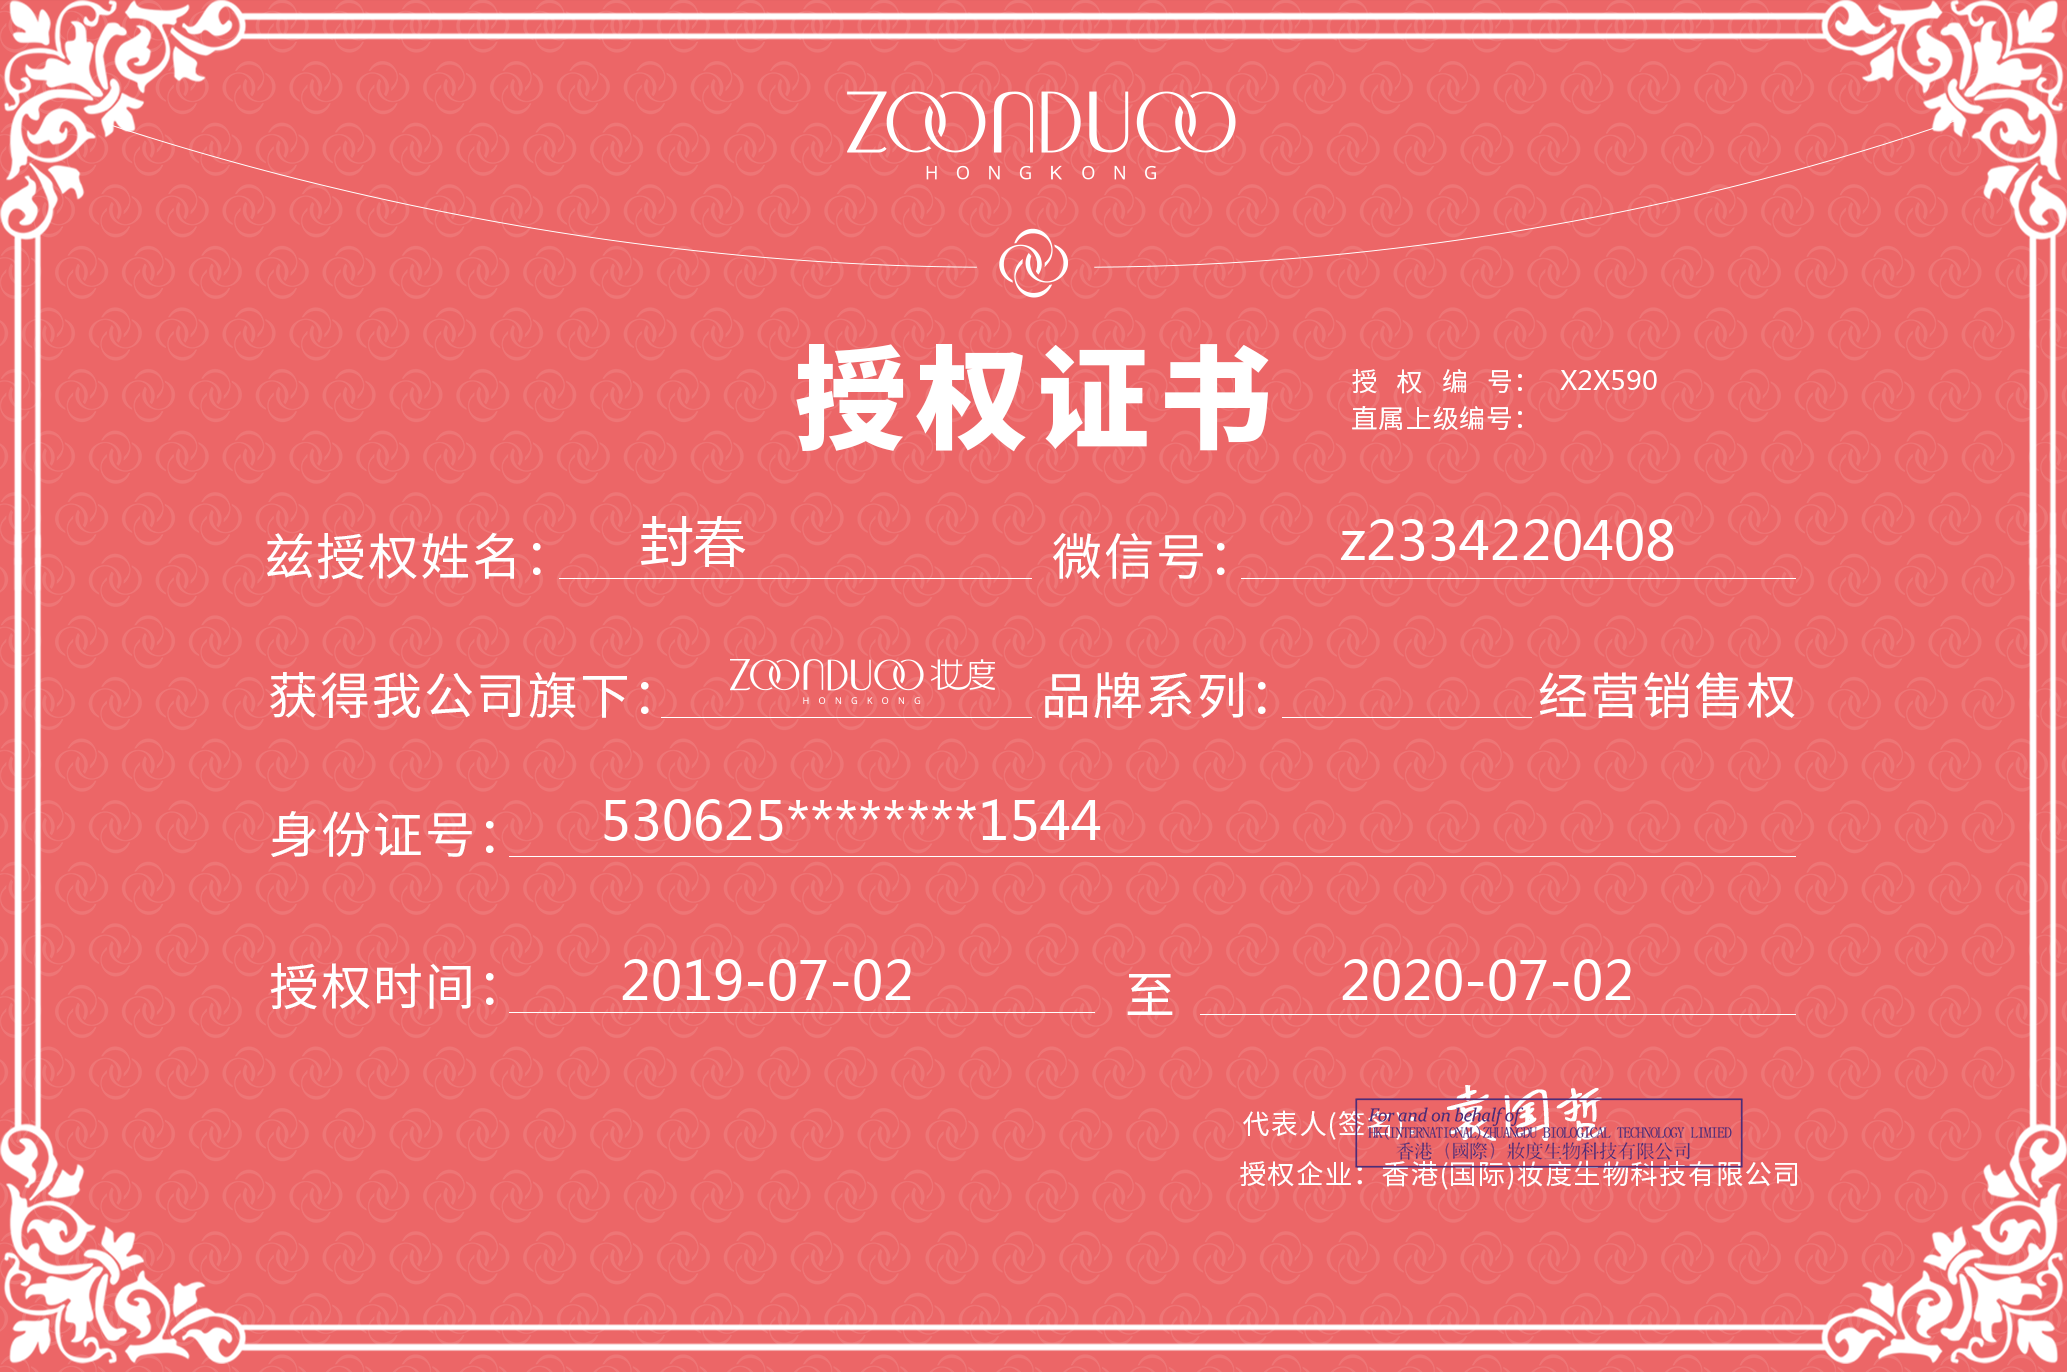 ZOONDUOO
HONGKONG
授权证书
授权编号： X2X590
直属上级编号：
兹授权姓名： 封春 微信号： z2334220408
获得我公司旗下： ZOONDUOO 妆度 HONGKONG 品牌系列： 经营销售权
身份证号： 530625********1544
授权时间： 2019-07-02 至 2020-07-02
代表人(签名) 袁国哲
For and on behalf of
HK(INTERNATIONAL)ZHUANGDU BIOLOGICAL TECHNOLOGY LIMIED
香港（國際）妝度生物科技有限公司
授权企业：香港(国际)妆度生物科技有限公司